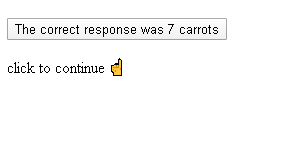 The correct response was 7 carrots
click to continue ☝